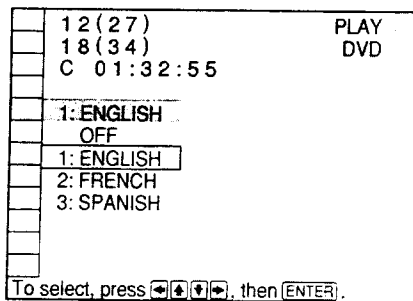 12(27) PLAY
18(34) DVD
C 01:32:55
1: ENGLISH
OFF
1: ENGLISH
2: FRENCH
3: SPANISH
To select, press ←↑↓→, then ENTER.